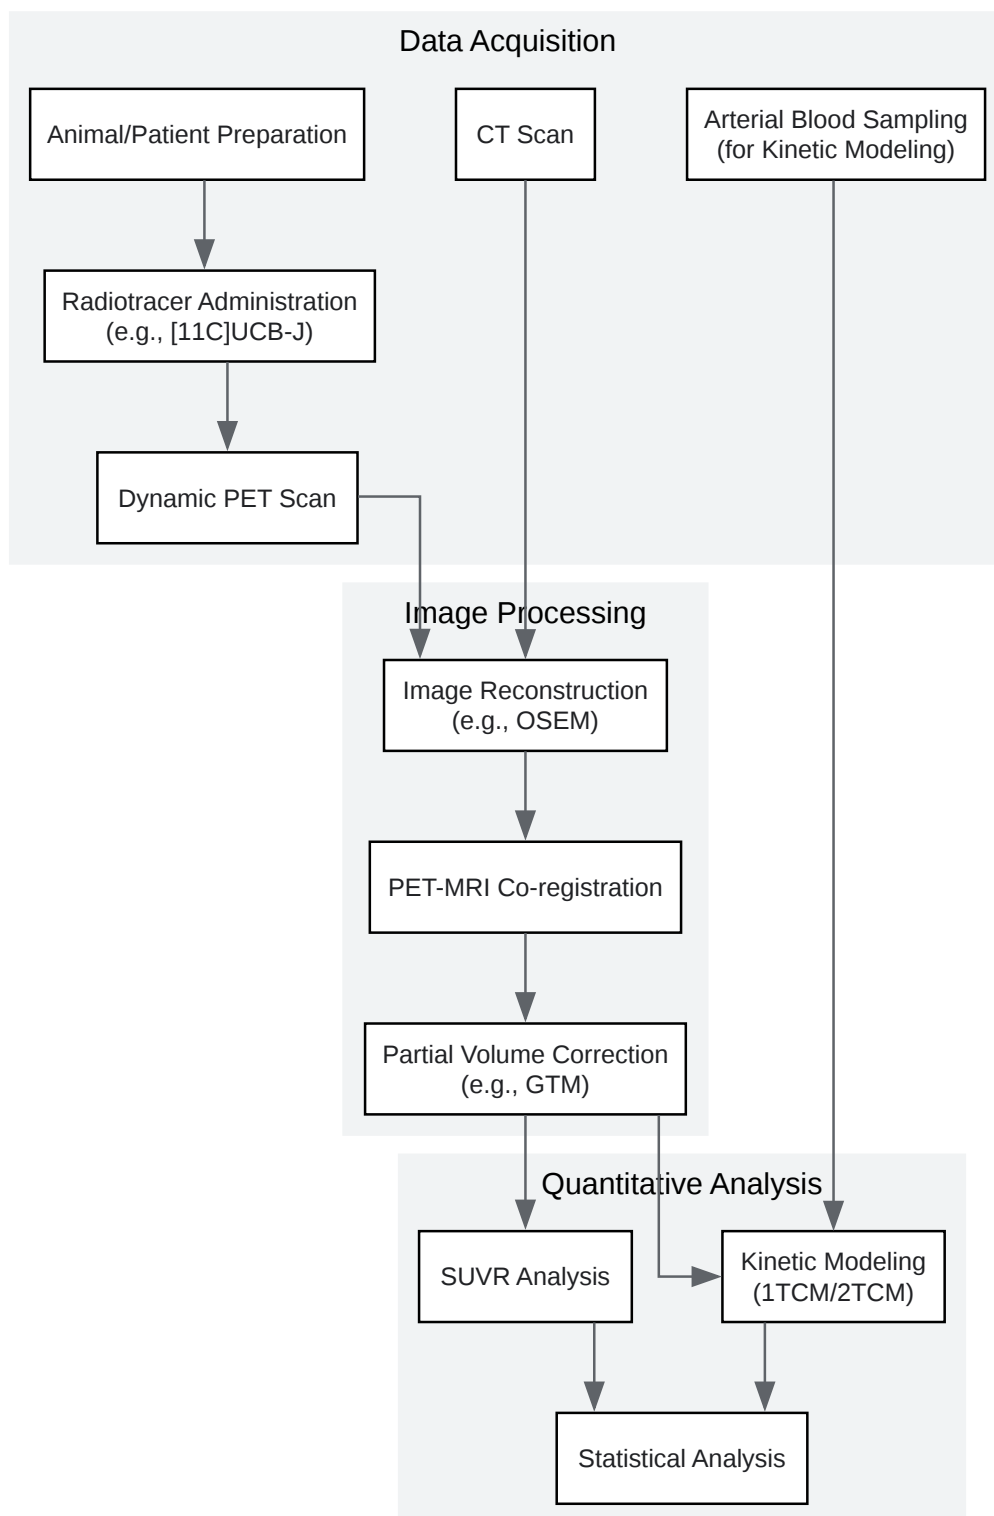 Data Acquisition
Animal/Patient Preparation
CT Scan
Arterial Blood Sampling
(for Kinetic Modeling)
Radiotracer Administration
(e.g., [11C]UCB-J)
Dynamic PET Scan
Image Processing
Image Reconstruction
(e.g., OSEM)
PET-MRI Co-registration
Partial Volume Correction
(e.g., GTM)
Quantitative Analysis
SUVR Analysis
Kinetic Modeling
(1TCM/2TCM)
Statistical Analysis